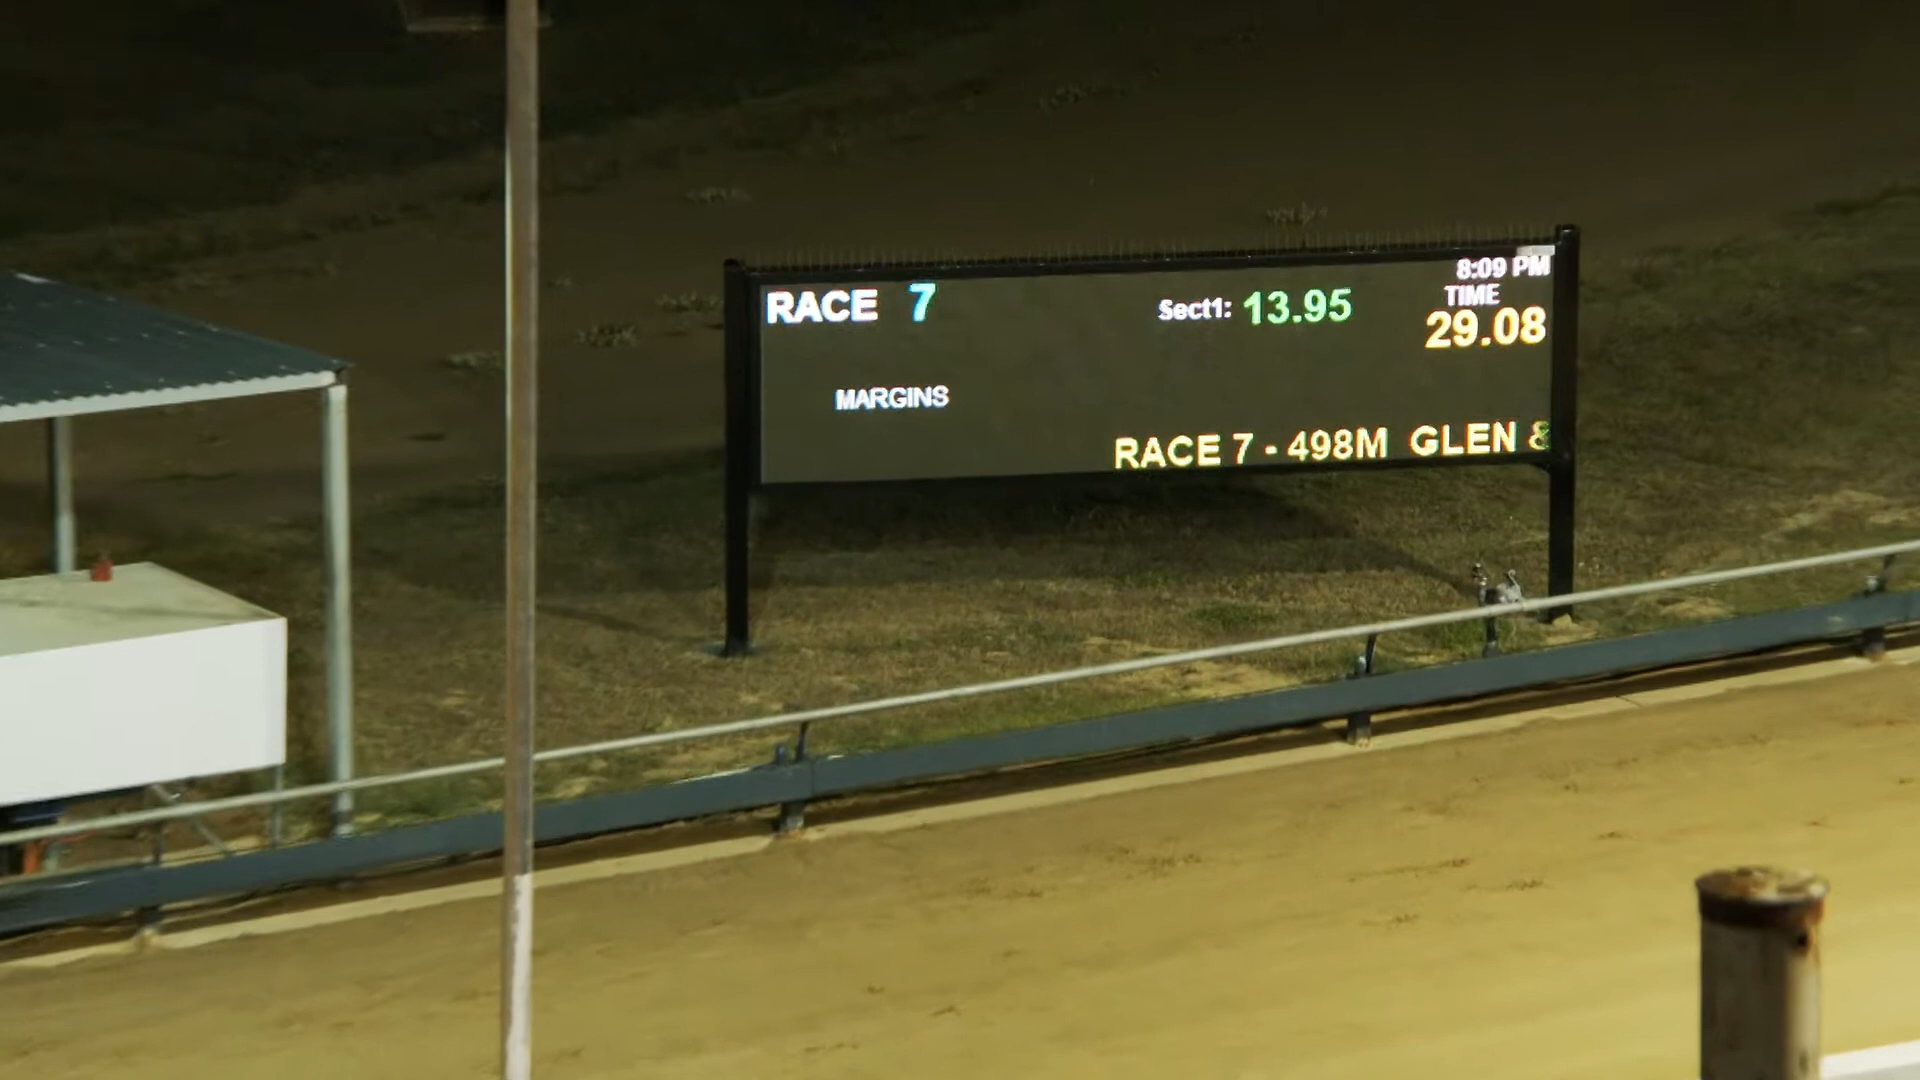 8:09 PM
RACE 7 Sect1: 13.95 TIME
29.08
MARGINS
RACE 7 - 498M GLEN &